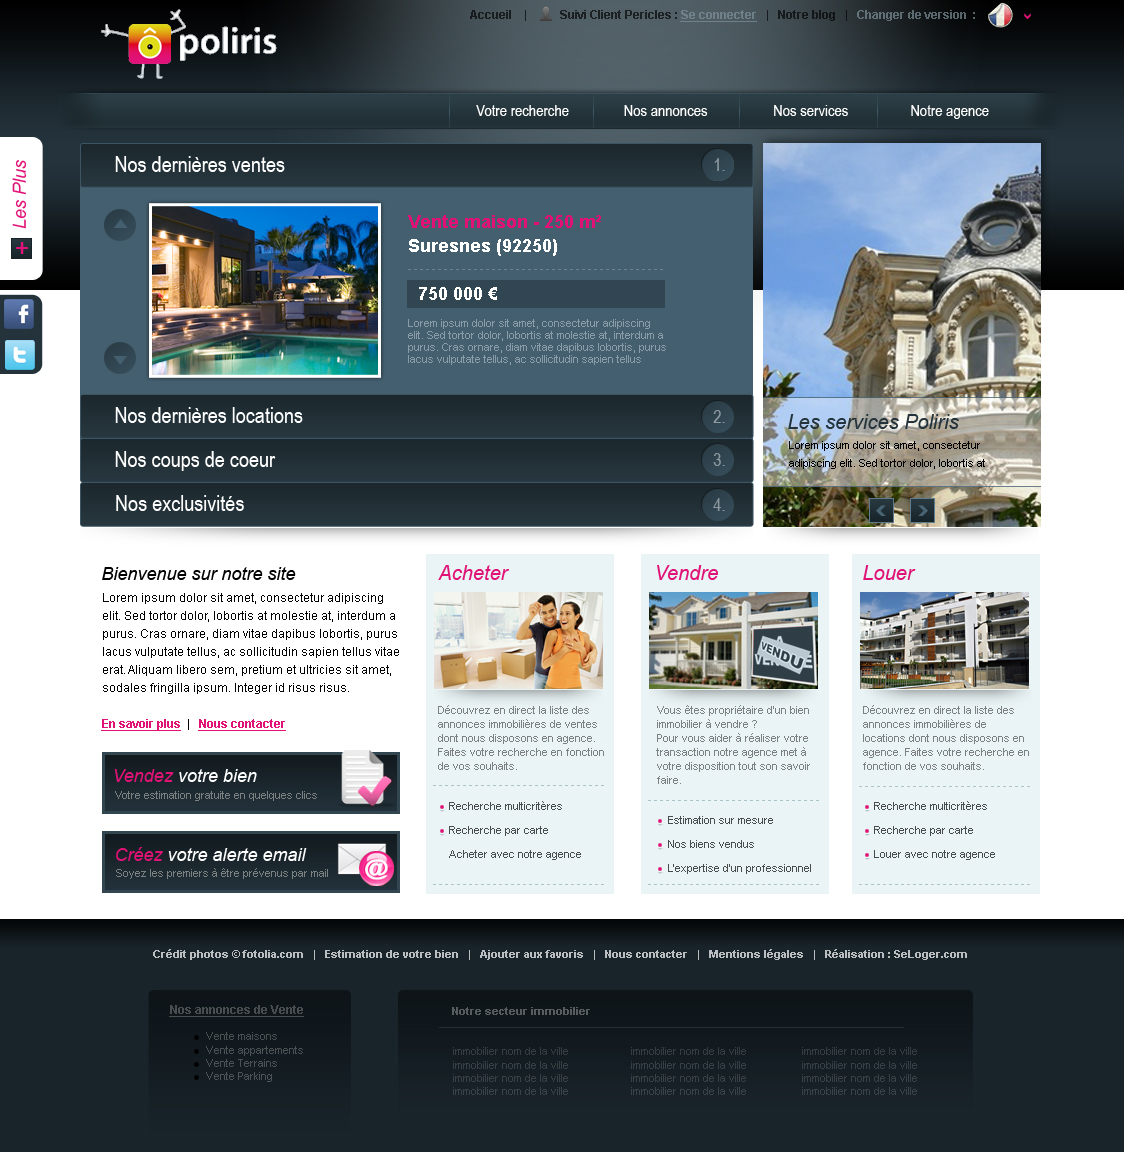 Accueil | Suivi Client Pericles : Se connecter | Notre blog | Changer de version :
poliris
Votre recherche
Nos annonces
Nos services
Notre agence
Les Plus
+
f
t
Nos dernières ventes
1.
Vente maison - 250 m²
Suresnes (92250)
750 000 €
Lorem ipsum dolor sit amet, consectetur adipiscing
elit. Sed tortor dolor, lobortis at molestie at, interdum a
purus. Cras ornare, diam vitae dapibus lobortis, purus
lacus vulputate tellus, ac sollicitudin sapien tellus
Nos dernières locations
2.
Nos coups de coeur
3.
Nos exclusivités
4.
Les services Poliris
Lorem ipsum dolor sit amet, consectetur
adipiscing elit. Sed tortor dolor, lobortis at
Bienvenue sur notre site
Lorem ipsum dolor sit amet, consectetur adipiscing
elit. Sed tortor dolor, lobortis at molestie at, interdum a
purus. Cras ornare, diam vitae dapibus lobortis, purus
lacus vulputate tellus, ac sollicitudin sapien tellus vitae
erat. Aliquam libero sem, pretium et ultricies sit amet,
sodales fringilla ipsum. Integer id risus risus.
En savoir plus | Nous contacter
Vendez votre bien
Votre estimation gratuite en quelques clics
Créez votre alerte email
Soyez les premiers à être prévenus par mail
@
Acheter
Découvrez en direct la liste des
annonces immobilières de ventes
dont nous disposons en agence.
Faites votre recherche en fonction
de vos souhaits.
Recherche multicritères
Recherche par carte
Acheter avec notre agence
Vendre
VENDU
VENDU
Vous êtes propriétaire d'un bien
immobilier à vendre ?
Pour vous aider à réaliser votre
transaction notre agence met à
votre disposition tout son savoir
faire.
Estimation sur mesure
Nos biens vendus
L'expertise d'un professionnel
Louer
Découvrez en direct la liste des
annonces immobilières de
locations dont nous disposons en
agence. Faites votre recherche en
fonction de vos souhaits.
Recherche multicritères
Recherche par carte
Louer avec notre agence
Crédit photos © fotolia.com | Estimation de votre bien | Ajouter aux favoris | Nous contacter | Mentions légales | Réalisation : SeLoger.com
Nos annonces de Vente
Vente maisons
Vente appartements
Vente Terrains
Vente Parking
Notre secteur immobilier
immobilier nom de la ville
immobilier nom de la ville
immobilier nom de la ville
immobilier nom de la ville
immobilier nom de la ville
immobilier nom de la ville
immobilier nom de la ville
immobilier nom de la ville
immobilier nom de la ville
immobilier nom de la ville
immobilier nom de la ville
immobilier nom de la ville